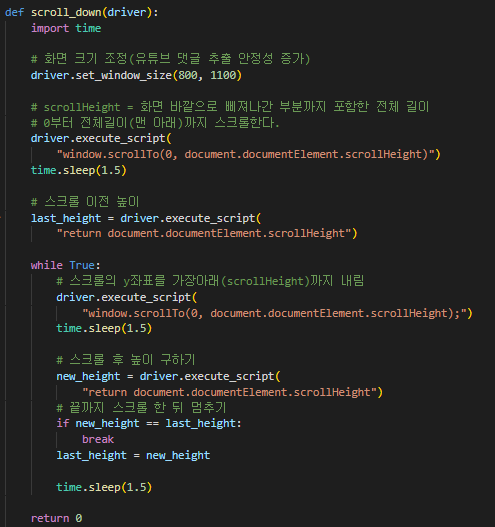 def scroll_down(driver):
    import time

    # 화면 크기 조정(유튜브 댓글 추출 안정성 증가)
    driver.set_window_size(800, 1100)

    # scrollHeight = 화면 바깥으로 삐져나간 부분까지 포함한 전체 길이
    # 0부터 전체길이(맨 아래)까지 스크롤한다.
    driver.execute_script(
        "window.scrollTo(0, document.documentElement.scrollHeight)")
    time.sleep(1.5)

    # 스크롤 이전 높이
    last_height = driver.execute_script(
        "return document.documentElement.scrollHeight")

    while True:
        # 스크롤의 y좌표를 가장아래(scrollHeight)까지 내림
        driver.execute_script(
            "window.scrollTo(0, document.documentElement.scrollHeight);")
        time.sleep(1.5)

        # 스크롤 후 높이 구하기
        new_height = driver.execute_script(
            "return document.documentElement.scrollHeight")
        # 끝까지 스크롤 한 뒤 멈추기
        if new_height == last_height:
            break
        last_height = new_height

        time.sleep(1.5)

    return 0